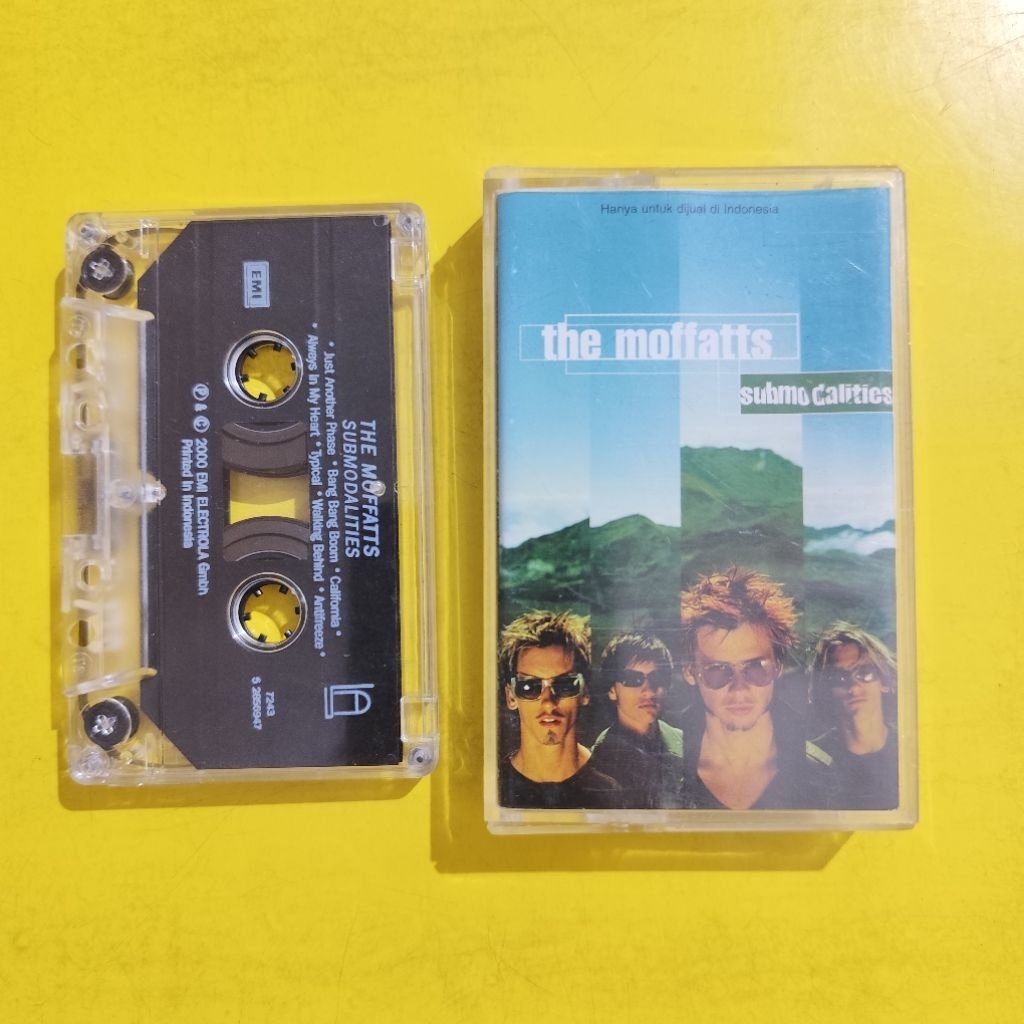 EMI
THE MOFFATTS
SUBMODALITIES
• Just Another Phase • Bang Bang Boom • California •
• Always In My Heart • Typical • Walking Behind • Antifreeze •
℗ & © 2000 EMI ELECTROLA GmbH
Printed in Indonesia
7243
5 2856947
A
Hanya untuk dijual di Indonesia
the moffatts
submodalities